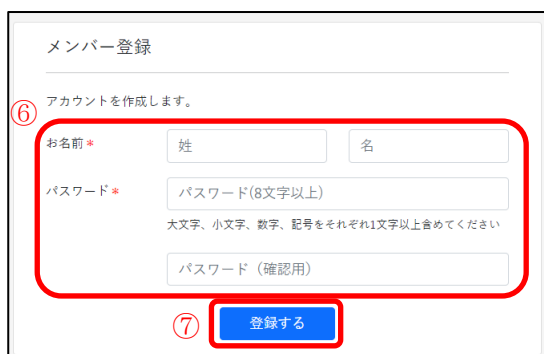 メンバー登録
アカウントを作成します。
⑥
お名前* 姓 名
パスワード* パスワード(8文字以上)
大文字、小文字、数字、記号をそれぞれ1文字以上含めてください
パスワード（確認用）
⑦ 登録する